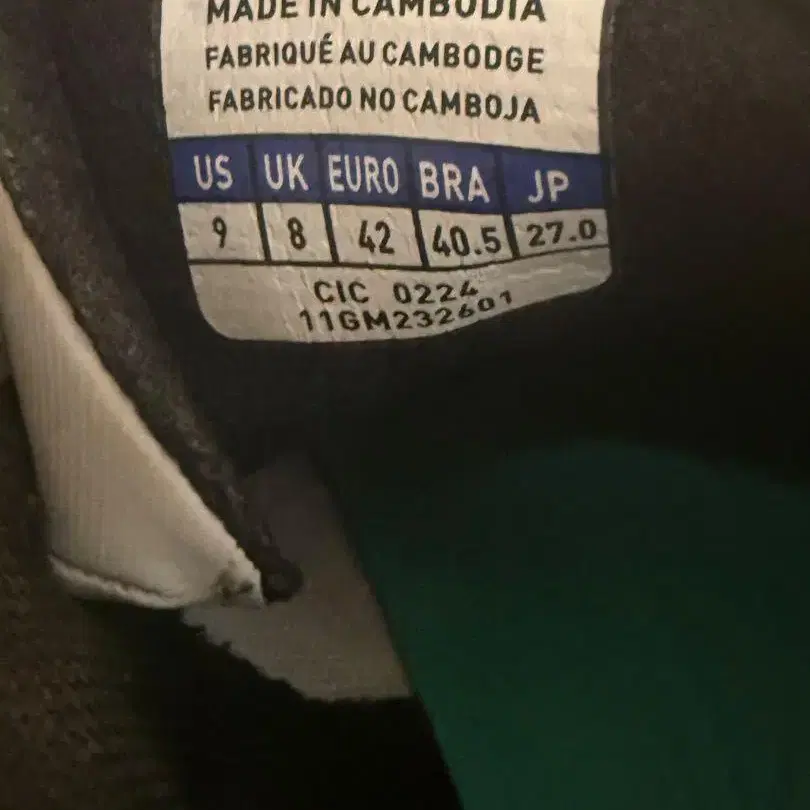 MADE IN CAMBODIA
FABRIQUÉ AU CAMBODGE
FABRICADO NO CAMBOJA
US UK EURO BRA JP
9 8 42 40.5 27.0
CIC 0224
11GM232601